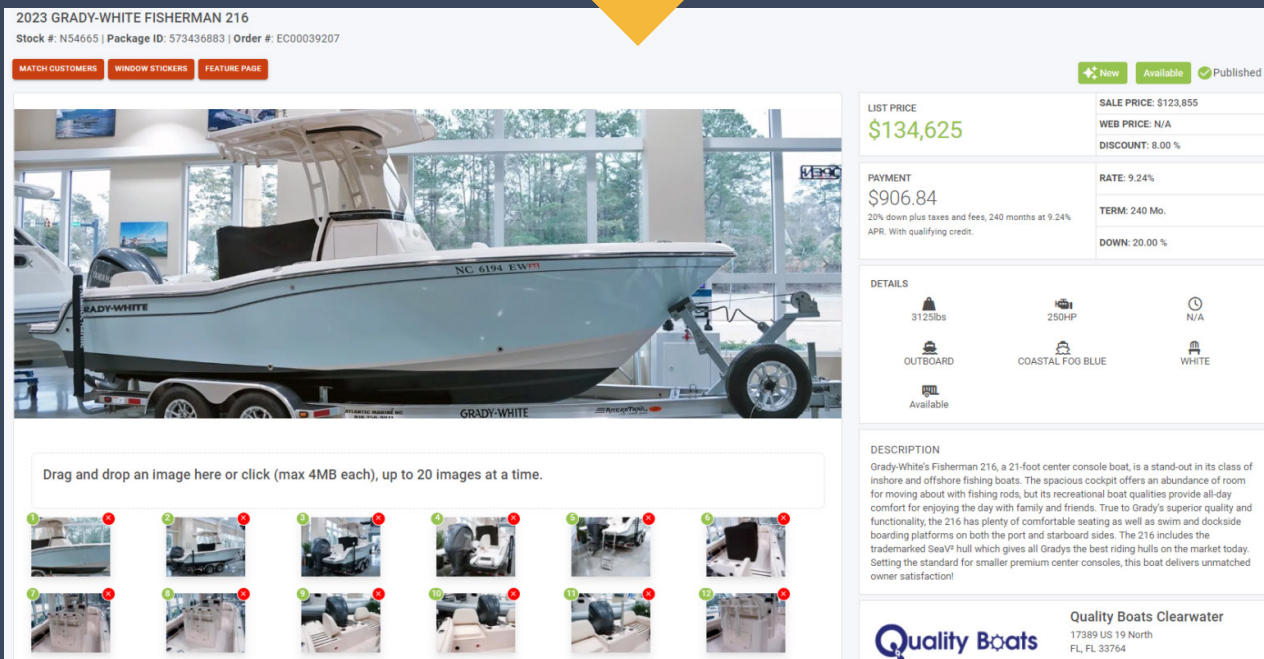 2023 GRADY-WHITE FISHERMAN 216
Stock #: N54665 | Package ID: 573436883 | Order #: EC00039207
MATCH CUSTOMERS
WINDOW STICKERS
FEATURE PAGE
New
Available
Published
OPEN
NC 6194 EW
RADY-WHITE
ATLANTIC MARINE NC
GRADY-WHITE
Drag and drop an image here or click (max 4MB each), up to 20 images at a time.
1
2
3
4
5
6
7
8
9
10
11
12
LIST PRICE
$134,625
SALE PRICE: $123,855
WEB PRICE: N/A
DISCOUNT: 8.00 %
PAYMENT
$906.84
20% down plus taxes and fees, 240 months at 9.24%
APR. With qualifying credit.
RATE: 9.24%
TERM: 240 Mo.
DOWN: 20.00 %
DETAILS
3125lbs
250HP
N/A
OUTBOARD
COASTAL FOG BLUE
WHITE
Available
DESCRIPTION
Grady-White's Fisherman 216, a 21-foot center console boat, is a stand-out in its class of
inshore and offshore fishing boats. The spacious cockpit offers an abundance of room
for moving about with fishing rods, but its recreational boat qualities provide all-day
comfort for enjoying the day with family and friends. True to Grady's superior quality and
functionality, the 216 has plenty of comfortable seating as well as swim and dockside
boarding platforms on both the port and starboard sides. The 216 includes the
trademarked SeaV² hull which gives all Gradys the best riding hulls on the market today.
Setting the standard for smaller premium center consoles, this boat delivers unmatched
owner satisfaction!
Quality Boats
Quality Boats Clearwater
17389 US 19 North
FL, FL 33764